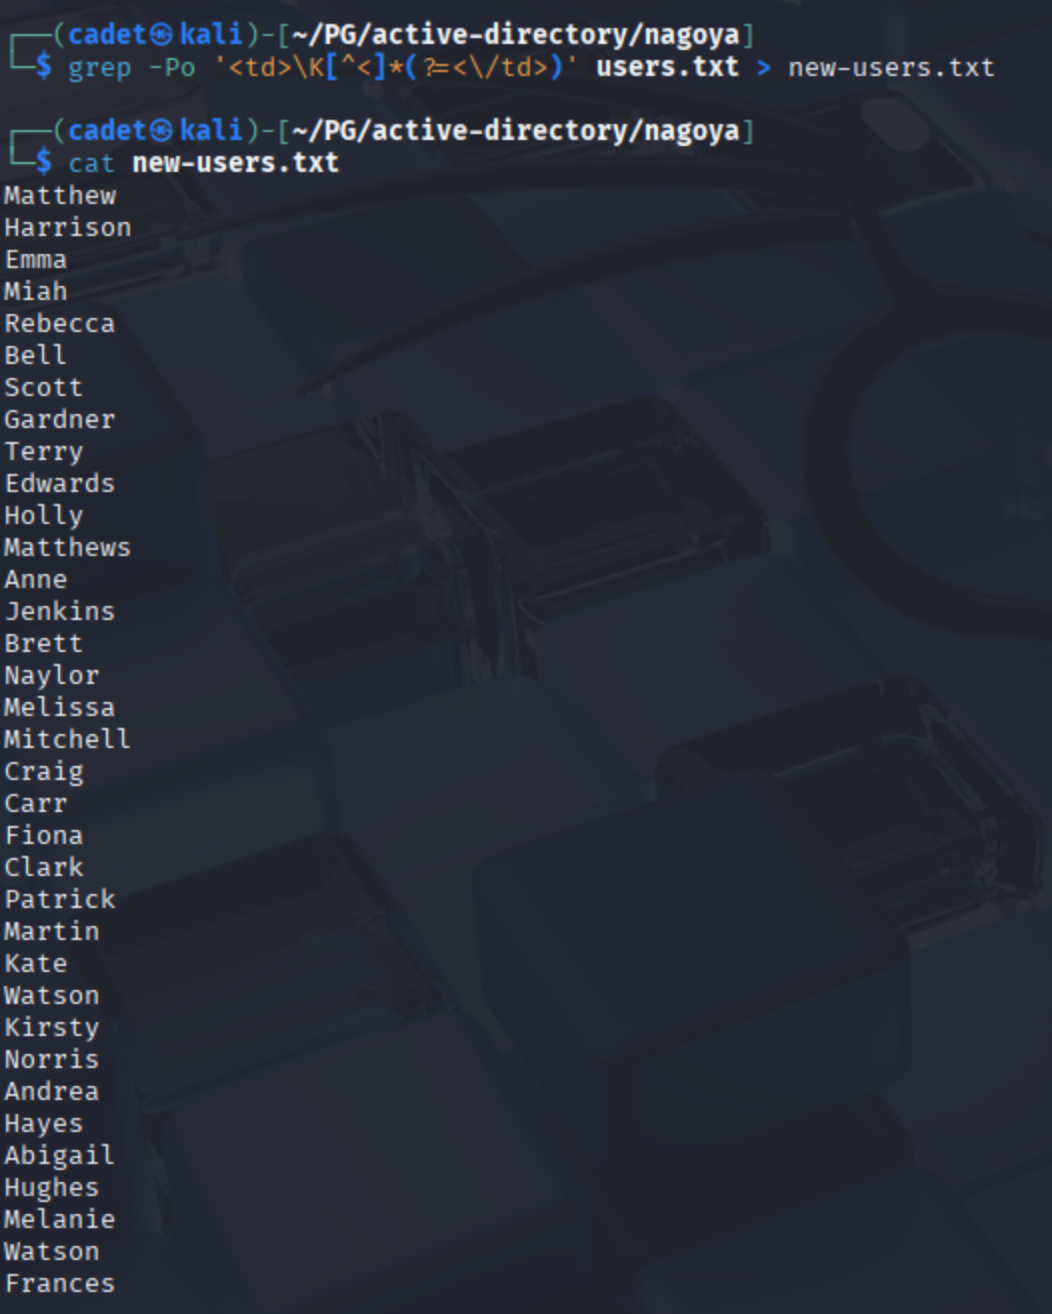 ┌──(cadet㉿kali)-[~/PG/active-directory/nagoya]
└─$ grep -Po '<td>\K[^<]*(?=<\/td>)' users.txt > new-users.txt
┌──(cadet㉿kali)-[~/PG/active-directory/nagoya]
└─$ cat new-users.txt
Matthew
Harrison
Emma
Miah
Rebecca
Bell
Scott
Gardner
Terry
Edwards
Holly
Matthews
Anne
Jenkins
Brett
Naylor
Melissa
Mitchell
Craig
Carr
Fiona
Clark
Patrick
Martin
Kate
Watson
Kirsty
Norris
Andrea
Hayes
Abigail
Hughes
Melanie
Watson
Frances